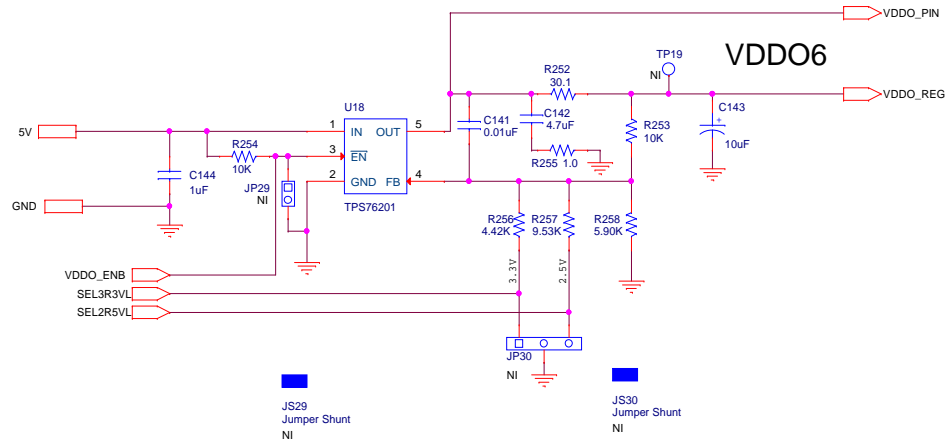 VDDO_PIN
VDDO6
TP19
NI
R252
30.1
VDDO_REG
U18
C141
0.01uF
C142
4.7uF
R253
10K
C143
+
10uF
5V
1
IN
OUT
5
R254
10K
3
EN
R255 1.0
C144
1uF
JP29
NI
2
GND
FB
4
TPS76201
GND
R256
4.42K
R257
9.53K
R258
5.90K
3.3V
2.5V
VDDO_ENB
SEL3R3VL
SEL2R5VL
JP30
NI
JS29
Jumper Shunt
NI
JS30
Jumper Shunt
NI